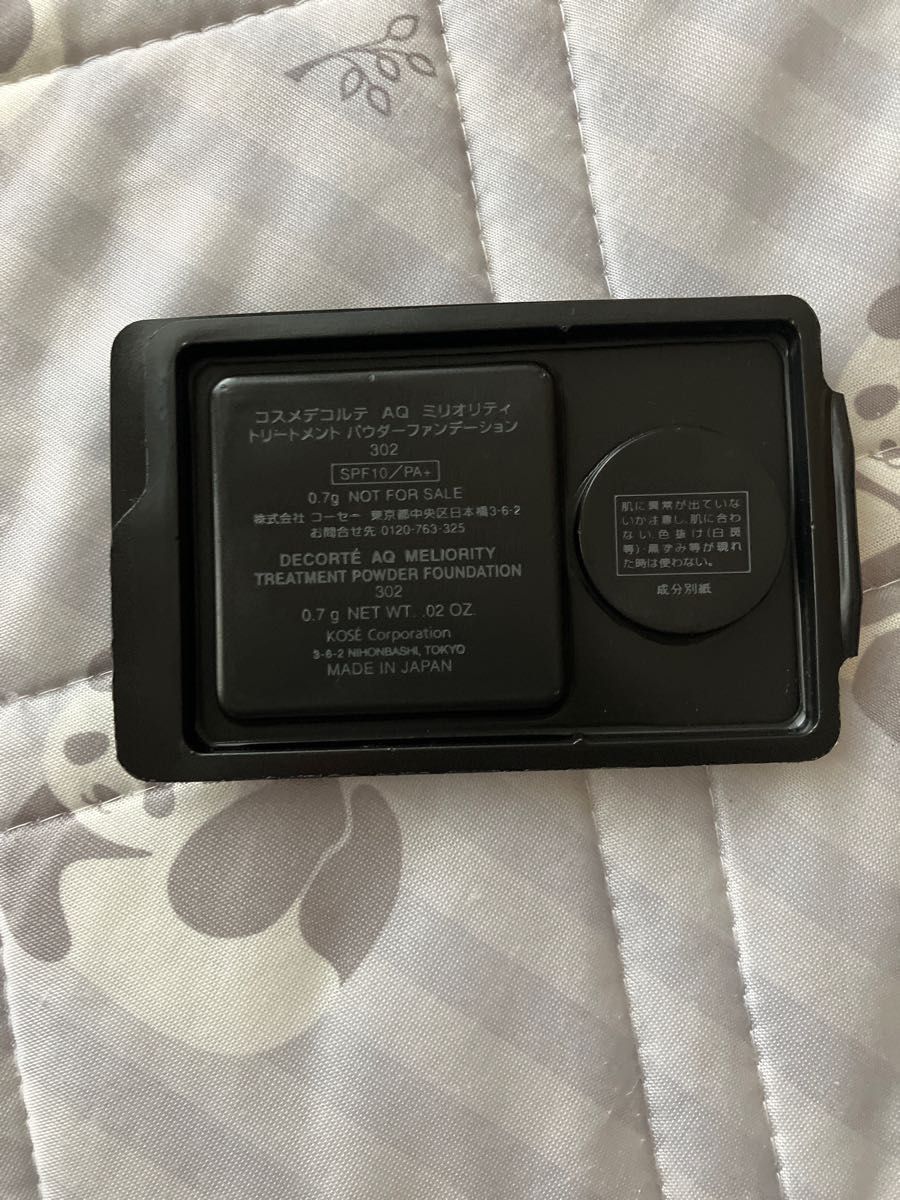 コスメデコルテ AQ ミリオリティ
トリートメント パウダーファンデーション
302
SPF10/PA+
0.7g NOT FOR SALE
株式会社 コーセー 東京都中央区日本橋3-6-2
お問合せ先 0120-763-325
DECORTÉ AQ MELIORITY
TREATMENT POWDER FOUNDATION
302
0.7 g NET WT. .02 OZ.
KOSÉ Corporation
3-6-2 NIHONBASHI, TOKYO
MADE IN JAPAN
肌に異常が出ていな
いか注意し、肌に合わ
ない、色抜け(白斑
等)・黒ずみ等が現れ
た時は使わない。
成分別紙